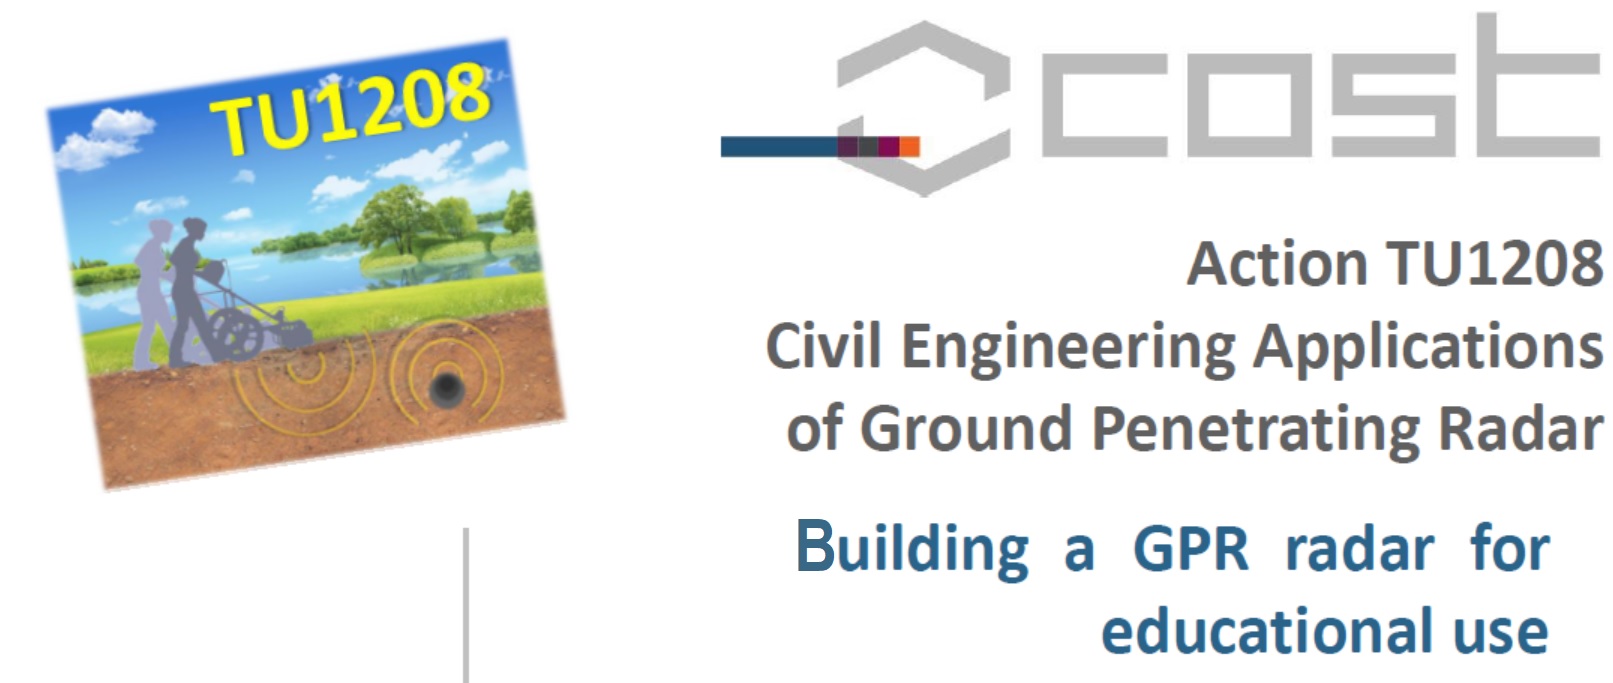 TU1208
cost
Action TU1208
Civil Engineering Applications
of Ground Penetrating Radar
Building a GPR radar for
educational use